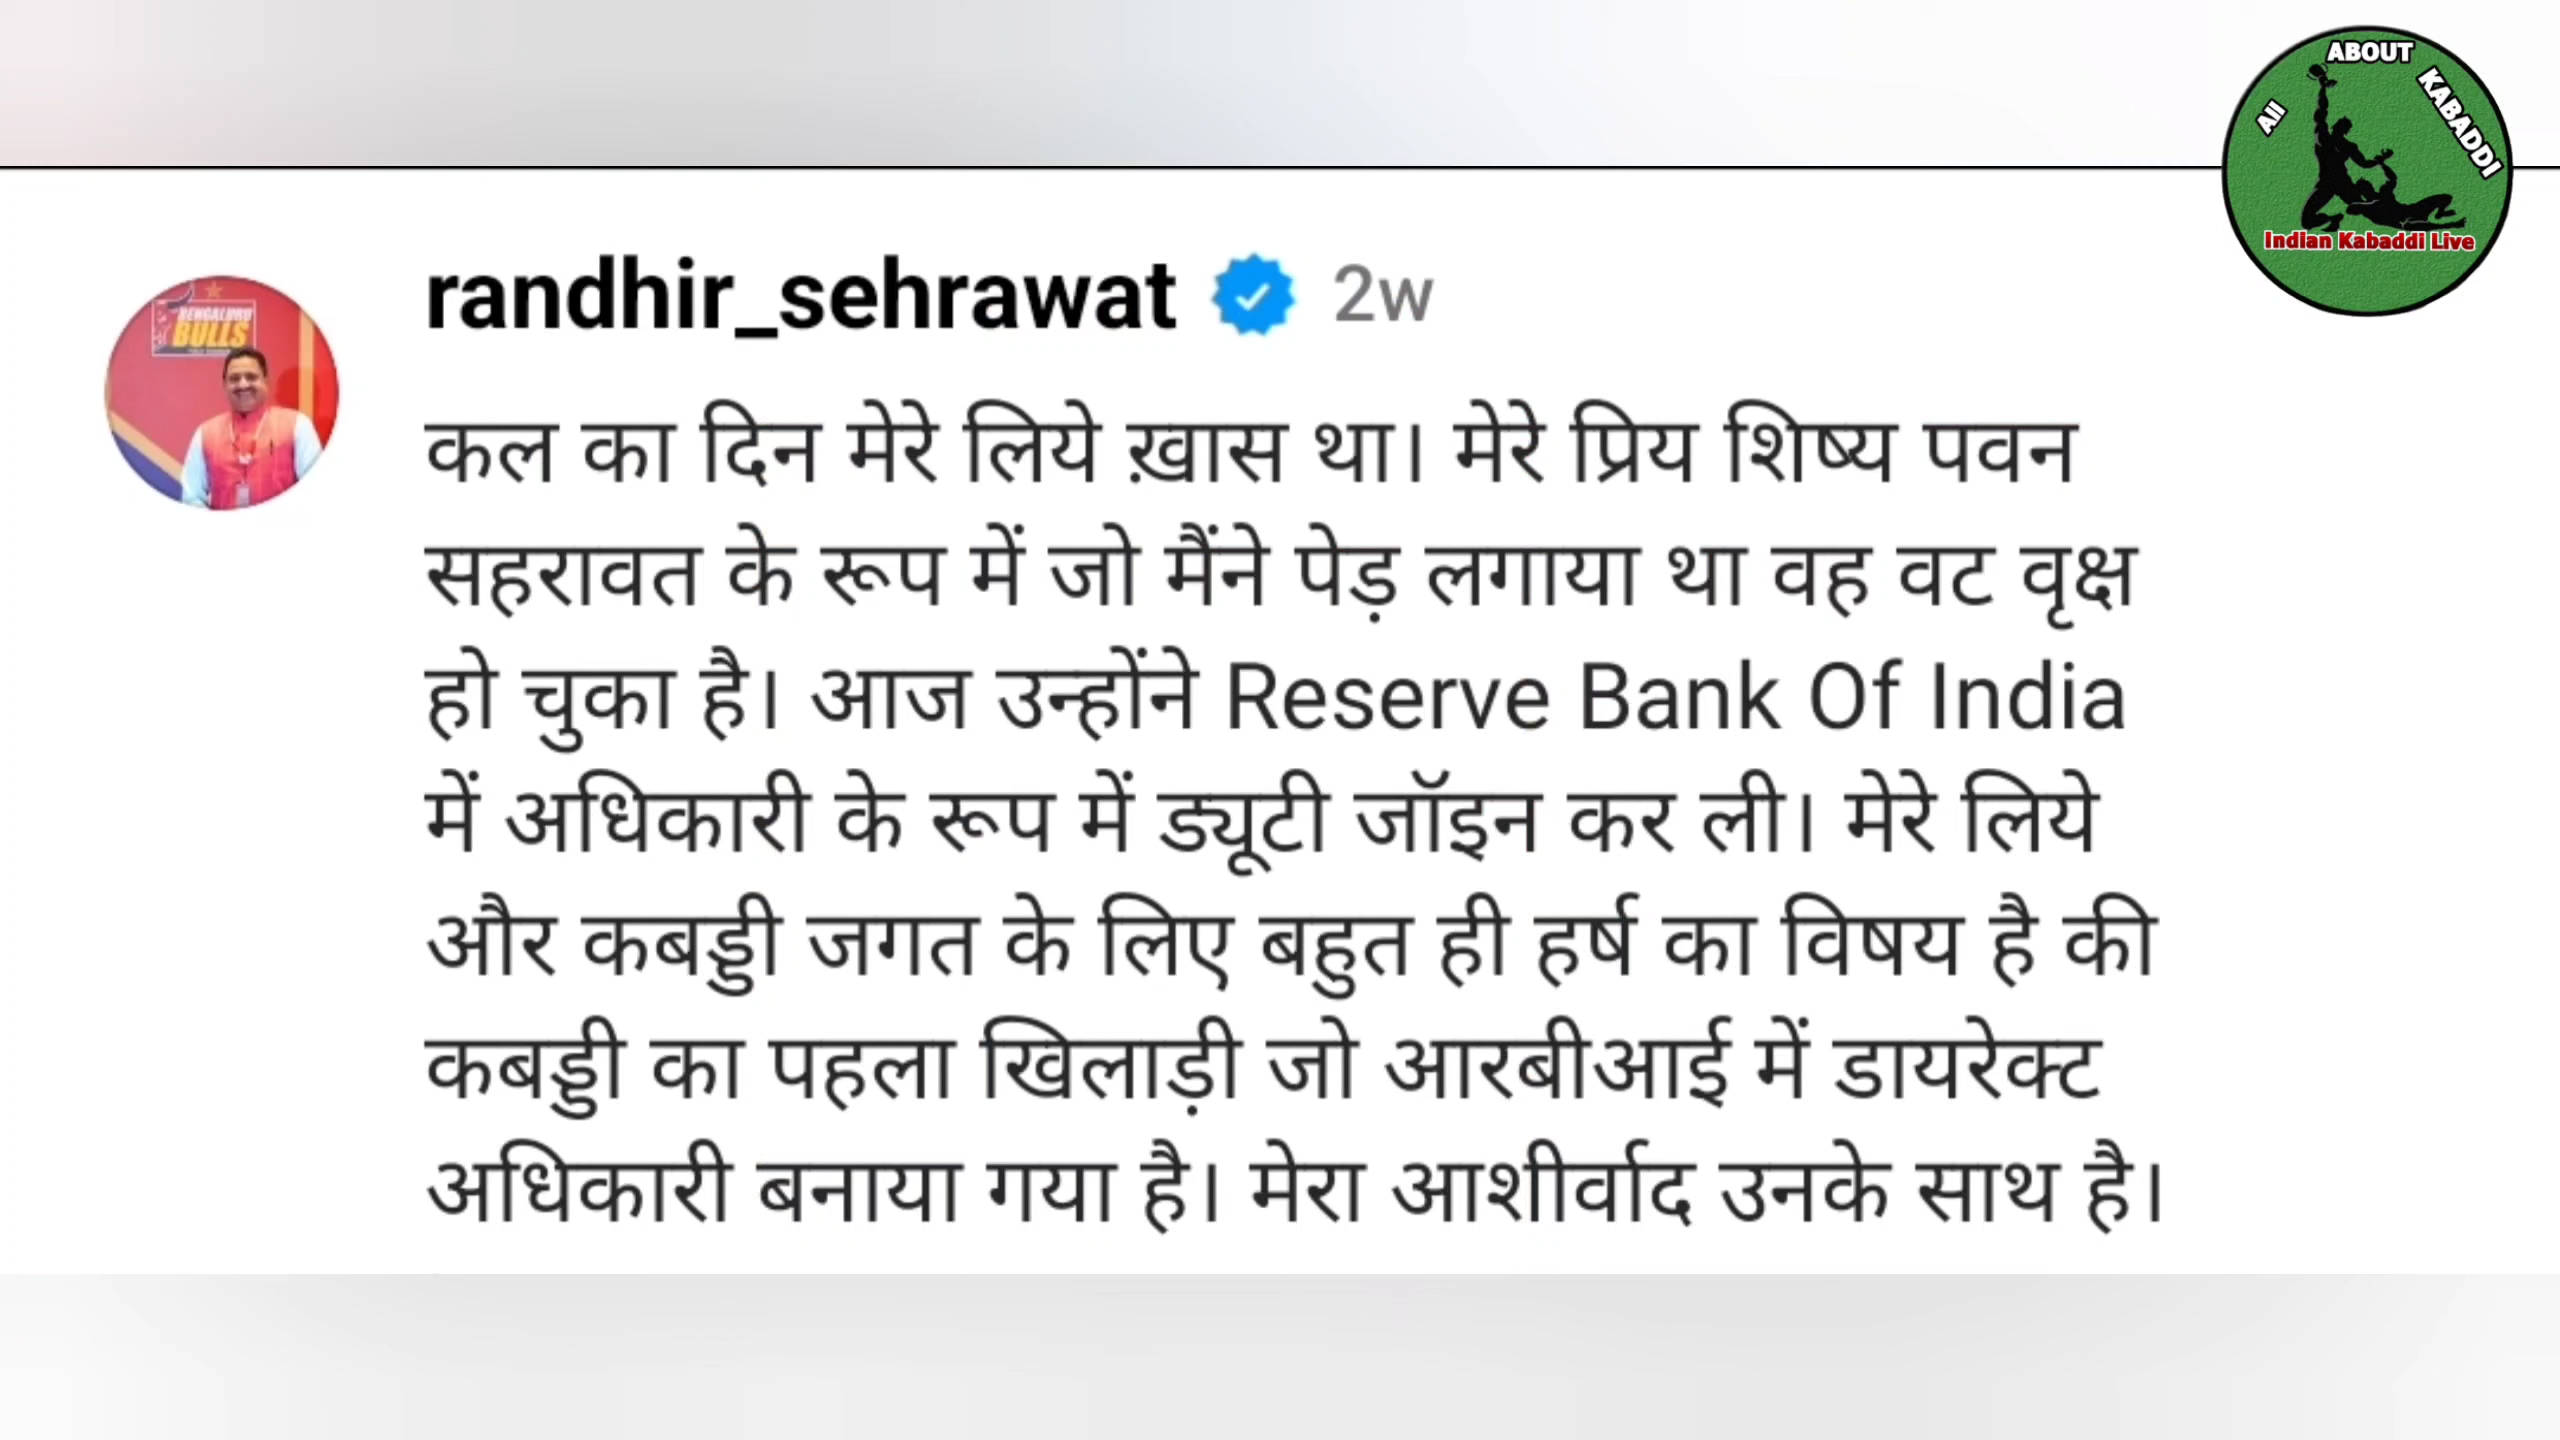 All ABOUT KABADDI
Indian Kabaddi Live
BENGALURU
BULLS
randhir_sehrawat 2w
कल का दिन मेरे लिये ख़ास था। मेरे प्रिय शिष्य पवन
सहरावत के रूप में जो मैंने पेड़ लगाया था वह वट वृक्ष
हो चुका है। आज उन्होंने Reserve Bank Of India
में अधिकारी के रूप में ड्यूटी जॉइन कर ली। मेरे लिये
और कबड्डी जगत के लिए बहुत ही हर्ष का विषय है की
कबड्डी का पहला खिलाड़ी जो आरबीआई में डायरेक्ट
अधिकारी बनाया गया है। मेरा आशीर्वाद उनके साथ है।